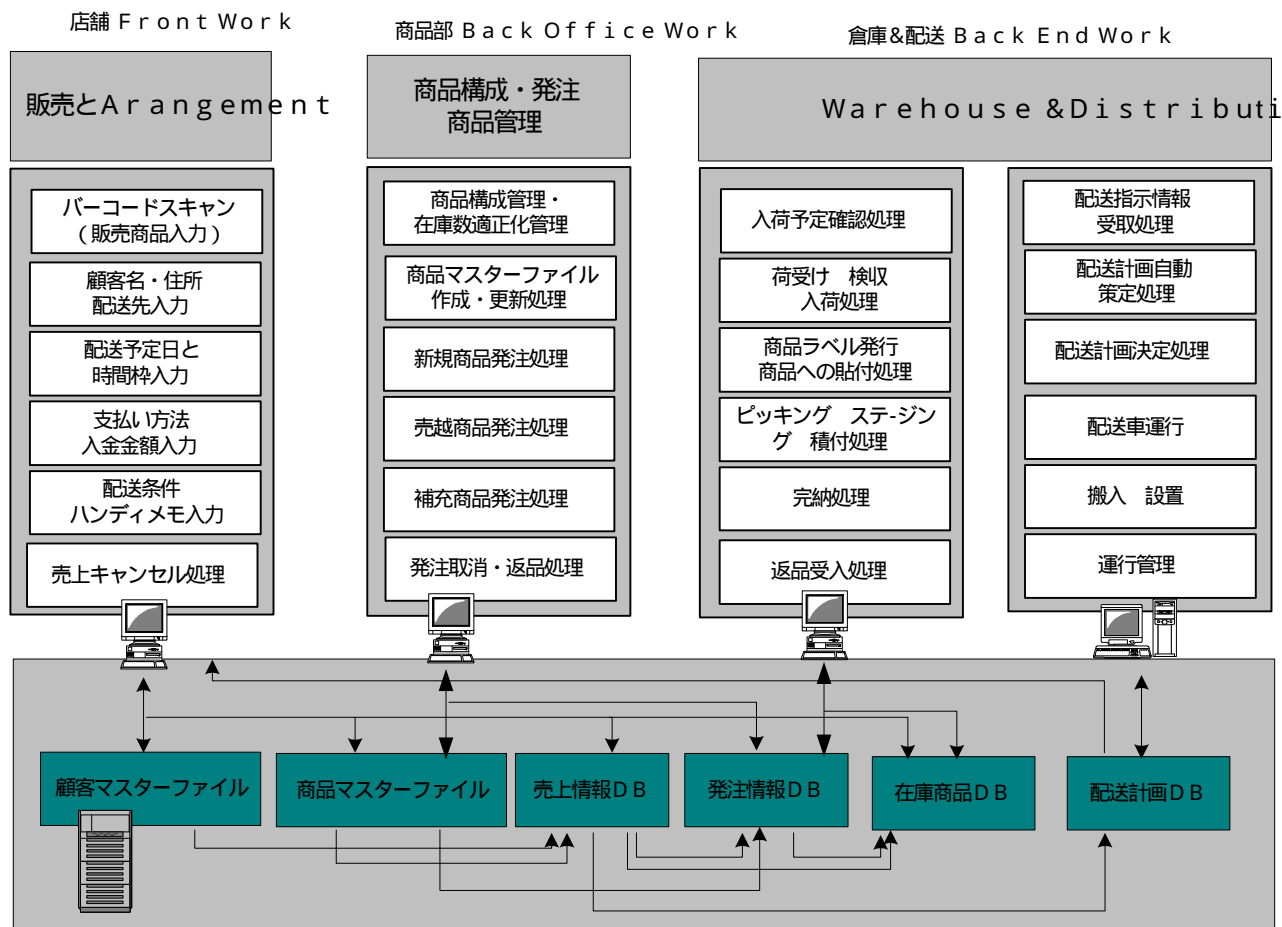 店舗 Front Work
商品部 Back Office Work
倉庫&配送 Back End Work
販売とArangement
商品構成・発注
商品管理
Warehouse &Distributi
バーコードスキャン
(販売商品入力)
顧客名・住所
配送先入力
配送予定日と
時間枠入力
支払い方法
入金金額入力
配送条件
ハンディメモ入力
売上キャンセル処理
商品構成管理・
在庫数適正化管理
商品マスターファイル
作成・更新処理
新規商品発注処理
売越商品発注処理
補充商品発注処理
発注取消・返品処理
入荷予定確認処理
荷受け 検収
入荷処理
商品ラベル発行
商品への貼付処理
ピッキング ステ-ジン
グ 積付処理
完納処理
返品受入処理
配送指示情報
受取処理
配送計画自動
策定処理
配送計画決定処理
配送車運行
搬入 設置
運行管理
顧客マスターファイル
商品マスターファイル
売上情報DB
発注情報DB
在庫商品DB
配送計画DB